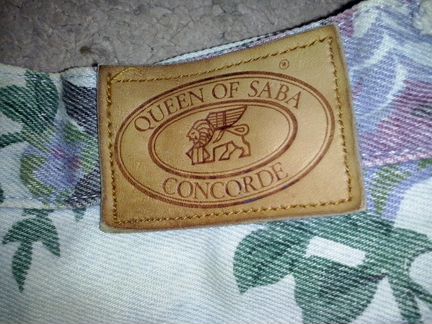 QUEEN OF SABA
®
CONCORDE